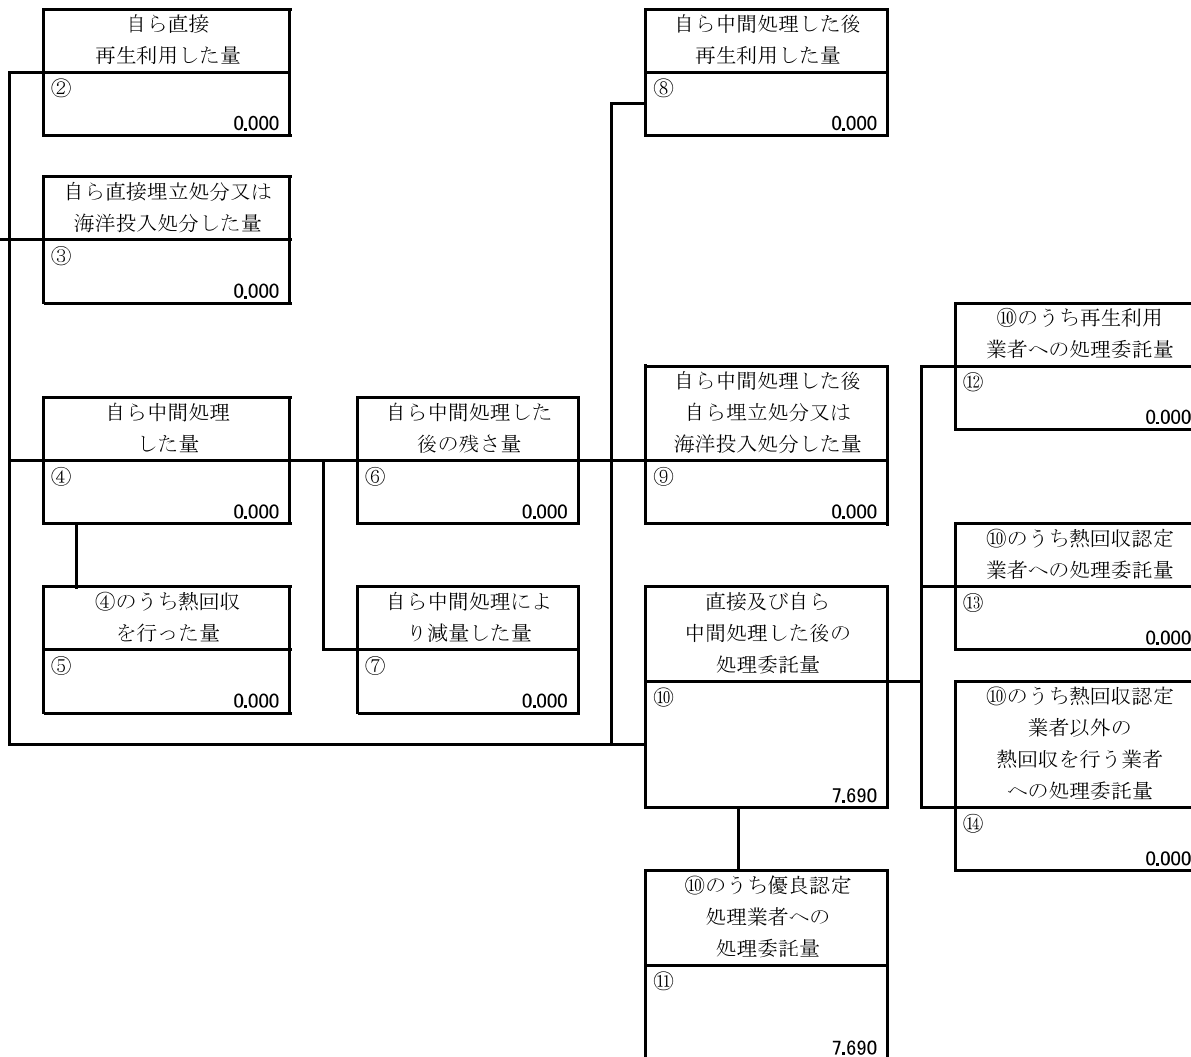 自ら直接
再生利用した量
②
0.000
自ら中間処理した後
再生利用した量
⑧
0.000
自ら直接埋立処分又は
海洋投入処分した量
③
0.000
⑩のうち再生利用
業者への処理委託量
⑫
0.000
自ら中間処理
した量
④
0.000
自ら中間処理した
後の残さ量
⑥
0.000
自ら中間処理した後
自ら埋立処分又は
海洋投入処分した量
⑨
0.000
⑩のうち熱回収認定
業者への処理委託量
⑬
0.000
④のうち熱回収
を行った量
⑤
0.000
自ら中間処理によ
り減量した量
⑦
0.000
直接及び自ら
中間処理した後の
処理委託量
⑩
7.690
⑩のうち熱回収認定
業者以外の
熱回収を行う業者
への処理委託量
⑭
0.000
⑩のうち優良認定
処理業者への
処理委託量
⑪
7.690